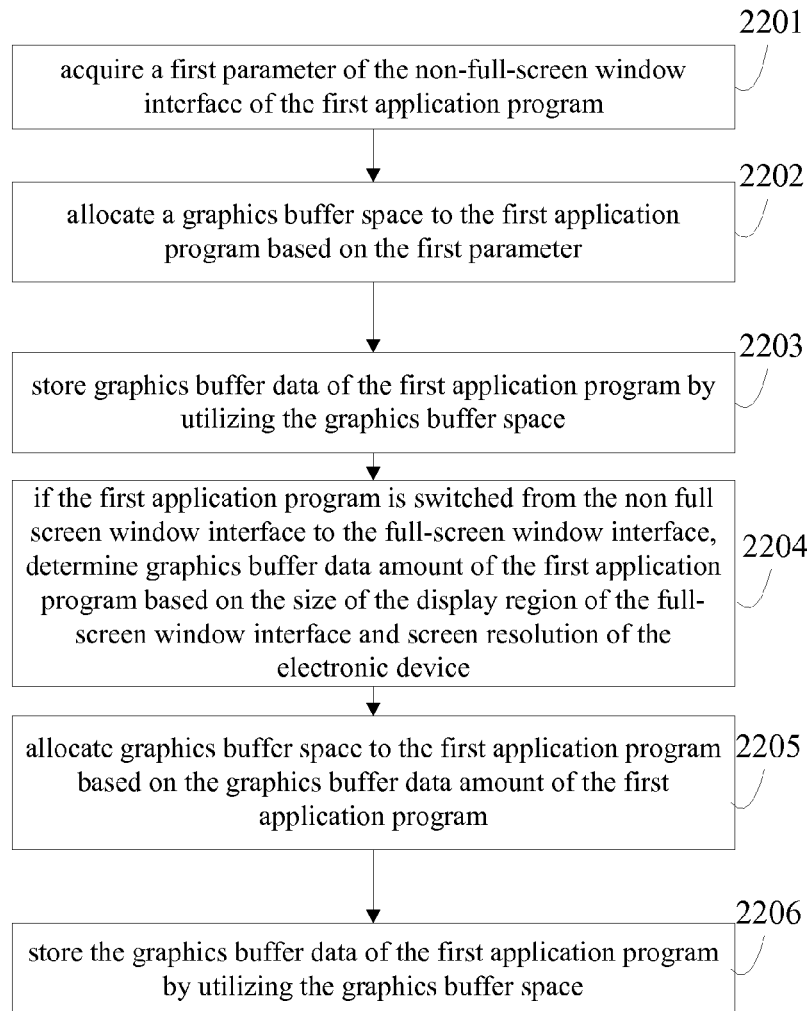 2201
acquire a first parameter of the non-full-screen window
interface of the first application program
2202
allocate a graphics buffer space to the first application
program based on the first parameter
2203
store graphics buffer data of the first application program by
utilizing the graphics buffer space
if the first application program is switched from the non full
screen window interface to the full-screen window interface,
determine graphics buffer data amount of the first application
program based on the size of the display region of the full-
screen window interface and screen resolution of the
electronic device
2204
allocate graphics buffer space to the first application program
based on the graphics buffer data amount of the first
application program
2205
2206
store the graphics buffer data of the first application program
by utilizing the graphics buffer space